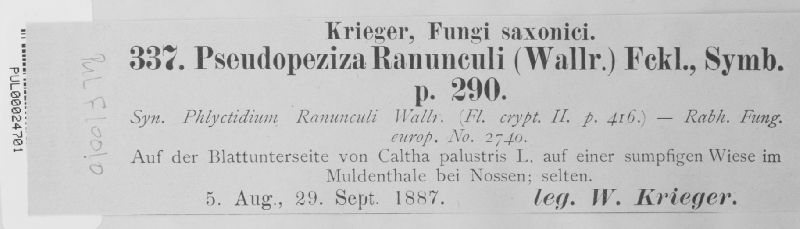 Krieger, Fungi saxonici.
337. Pseudopeziza Ranunculi (Wallr.) Fckl., Symb.
p. 290.
Syn. Phlyctidium Ranunculi Wallr. (Fl. crypt. II. p. 416.) — Rabh. Fung.
europ. No. 2740.
Auf der Blattunterseite von Caltha palustris L. auf einer sumpfigen Wiese im
Muldenthale bei Nossen; selten.
5. Aug., 29. Sept. 1887. leg. W. Krieger.
PUL00024701
PUL F10010